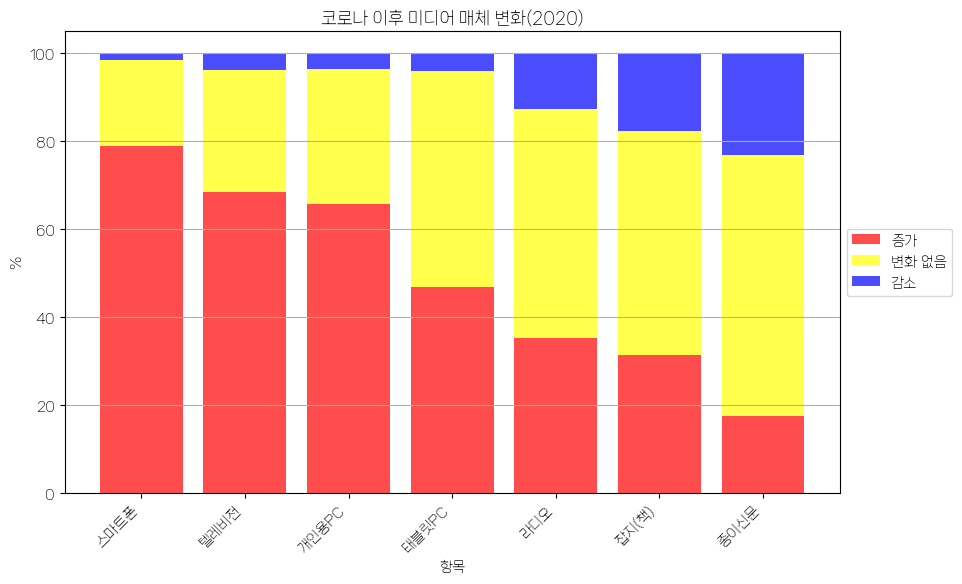 코로나 이후 미디어 매체 변화(2020)
%
100
80
60
40
20
0
스마트폰
텔레비전
개인용PC
태블릿PC
라디오
잡지(책)
종이신문
항목
증가
변화 없음
감소